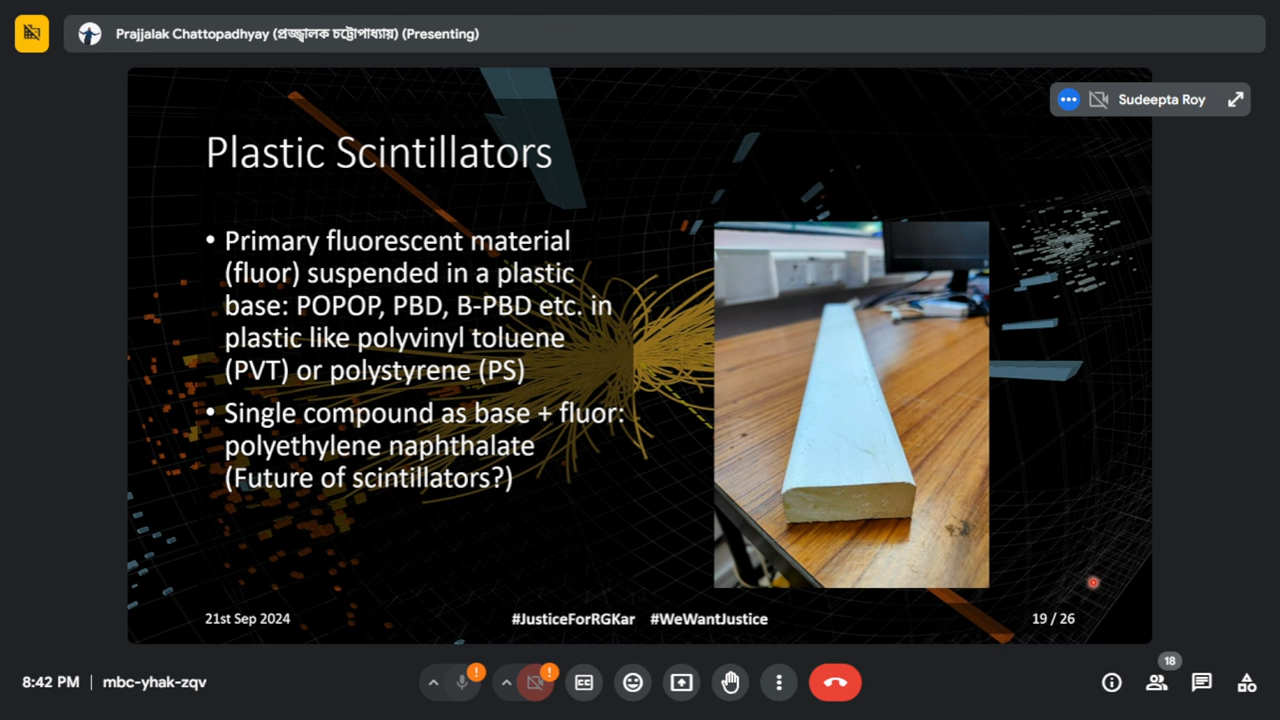 Prajjalak Chattopadhyay (প্রজ্জ্বালক চট্টোপাধ্যায়) (Presenting)
Sudeepta Roy
Plastic Scintillators
• Primary fluorescent material
(fluor) suspended in a plastic
base: POPOP, PBD, B-PBD etc. in
plastic like polyvinyl toluene
(PVT) or polystyrene (PS)
• Single compound as base + fluor:
polyethylene naphthalate
(Future of scintillators?)
21st Sep 2024
#JusticeForRGKar #WeWantJustice
19 / 26
8:42 PM | mbc-yhak-zqv
!
!
CC
18